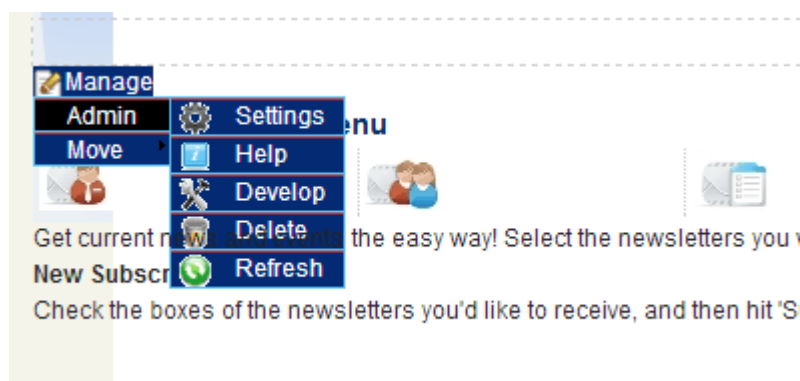 Manage
Admin
Settings
enu
Move
Help
Develop
Delete
Get current the easy way! Select the newsletters you
New Subscr
Refresh
Check the boxes of the newsletters you'd like to receive, and then hit 'S